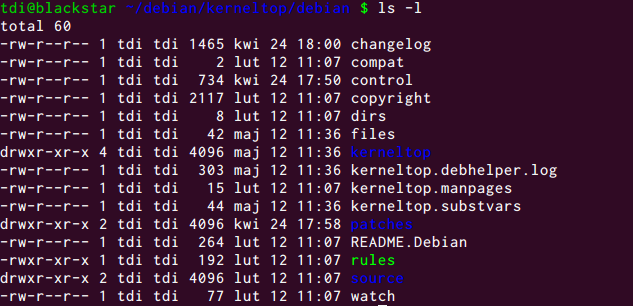 tdi@blackstar ~/debian/kerneltop/debian $ ls -l
total 60
-rw-r--r-- 1 tdi tdi 1465 kwi 24 18:00 changelog
-rw-r--r-- 1 tdi tdi    2 lut 12 11:07 compat
-rw-r--r-- 1 tdi tdi  734 kwi 24 17:50 control
-rw-r--r-- 1 tdi tdi 2117 lut 12 11:07 copyright
-rw-r--r-- 1 tdi tdi    8 lut 12 11:07 dirs
-rw-r--r-- 1 tdi tdi   42 maj 12 11:36 files
drwxr-xr-x 4 tdi tdi 4096 maj 12 11:36 kerneltop
-rw-r--r-- 1 tdi tdi  303 maj 12 11:36 kerneltop.debhelper.log
-rw-r--r-- 1 tdi tdi   15 lut 12 11:07 kerneltop.manpages
-rw-r--r-- 1 tdi tdi   44 maj 12 11:36 kerneltop.substvars
drwxr-xr-x 2 tdi tdi 4096 kwi 24 17:58 patches
-rw-r--r-- 1 tdi tdi  264 lut 12 11:07 README.Debian
-rwxr-xr-x 1 tdi tdi  192 lut 12 11:07 rules
drwxr-xr-x 2 tdi tdi 4096 lut 12 11:07 source
-rw-r--r-- 1 tdi tdi   77 lut 12 11:07 watch